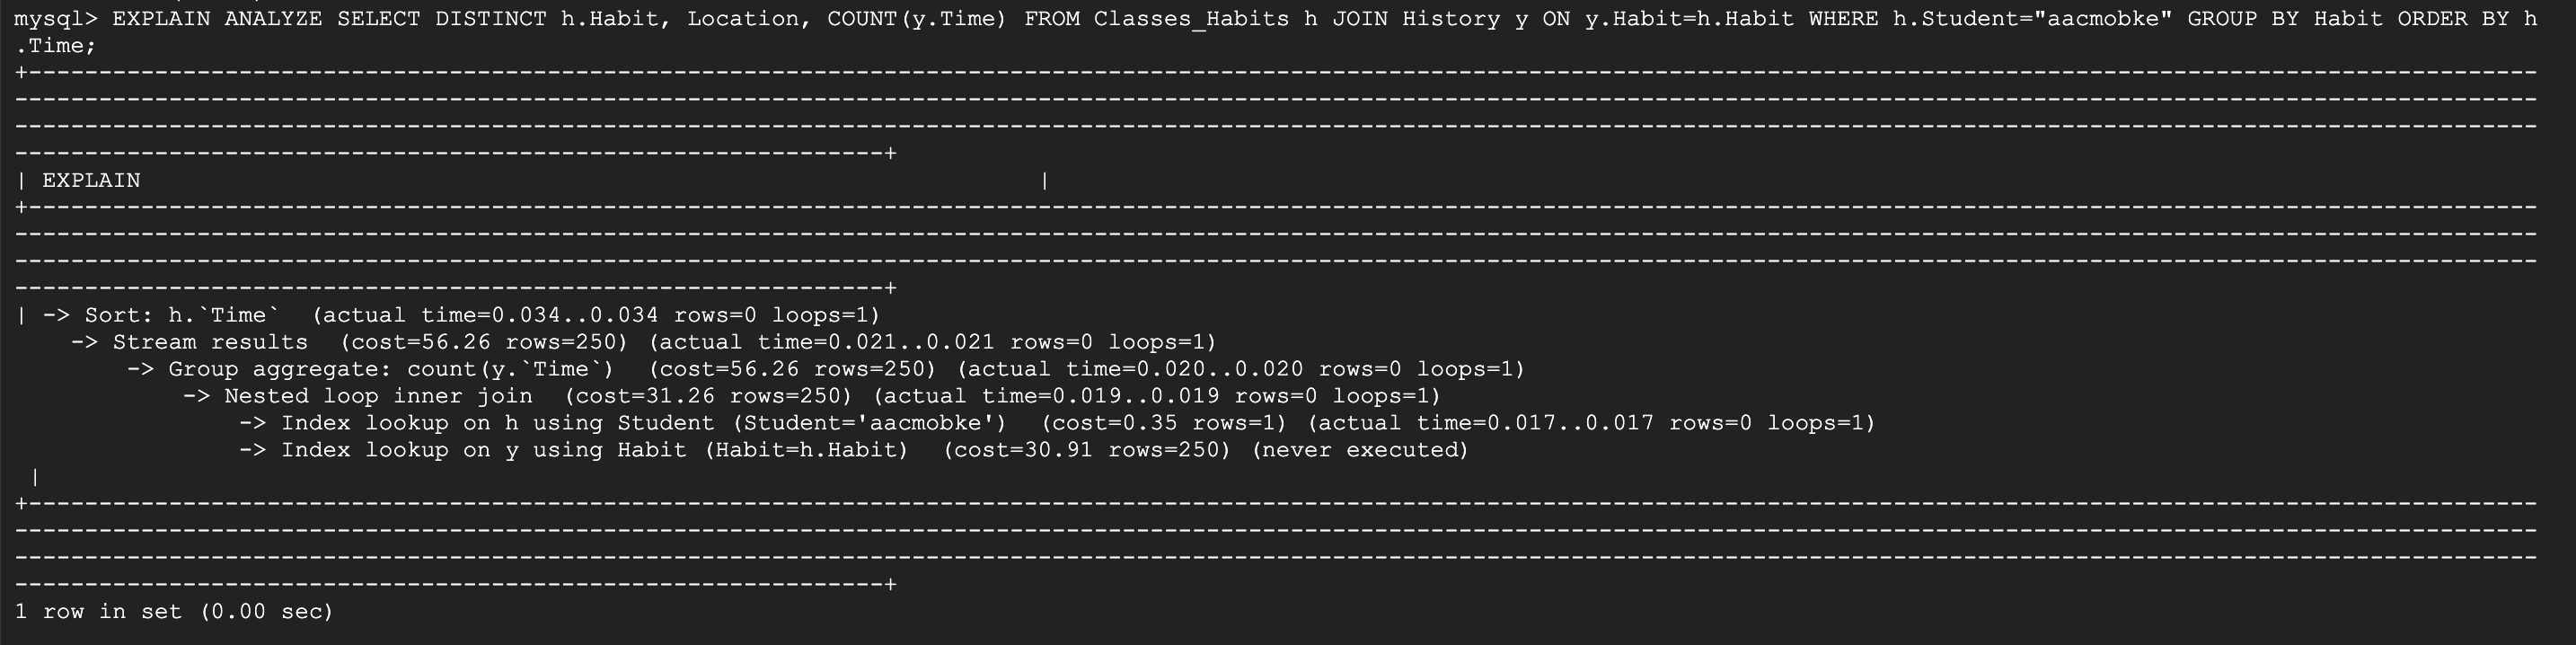 mysql> EXPLAIN ANALYZE SELECT DISTINCT h.Habit, Location, COUNT(y.Time) FROM Classes_Habits h JOIN History y ON y.Habit=h.Habit WHERE h.Student="aacmobke" GROUP BY Habit ORDER BY h
.Time;
| EXPLAIN |
| -> Sort: h.`Time`  (actual time=0.034..0.034 rows=0 loops=1)
    -> Stream results  (cost=56.26 rows=250) (actual time=0.021..0.021 rows=0 loops=1)
        -> Group aggregate: count(y.`Time`)  (cost=56.26 rows=250) (actual time=0.020..0.020 rows=0 loops=1)
            -> Nested loop inner join  (cost=31.26 rows=250) (actual time=0.019..0.019 rows=0 loops=1)
                -> Index lookup on h using Student (Student='aacmobke')  (cost=0.35 rows=1) (actual time=0.017..0.017 rows=0 loops=1)
                -> Index lookup on y using Habit (Habit=h.Habit)  (cost=30.91 rows=250) (never executed)
 |
1 row in set (0.00 sec)